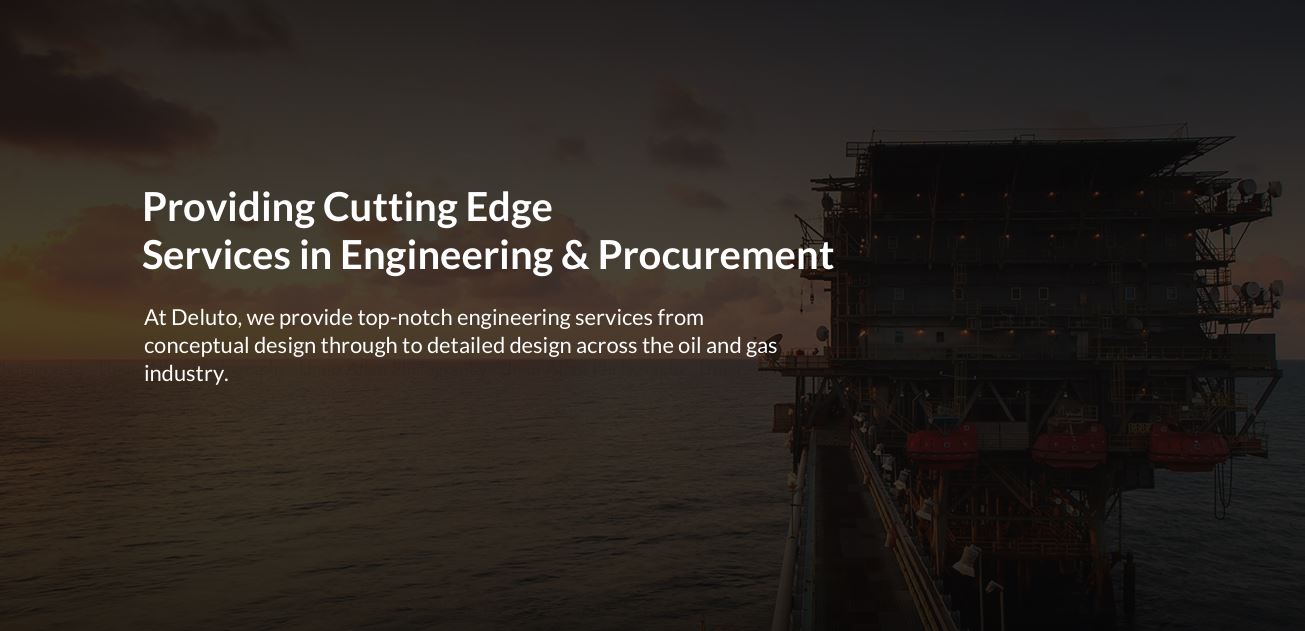 Providing Cutting Edge
Services in Engineering & Procurement
At Deluto, we provide top-notch engineering services from
conceptual design through to detailed design across the oil and gas
industry.